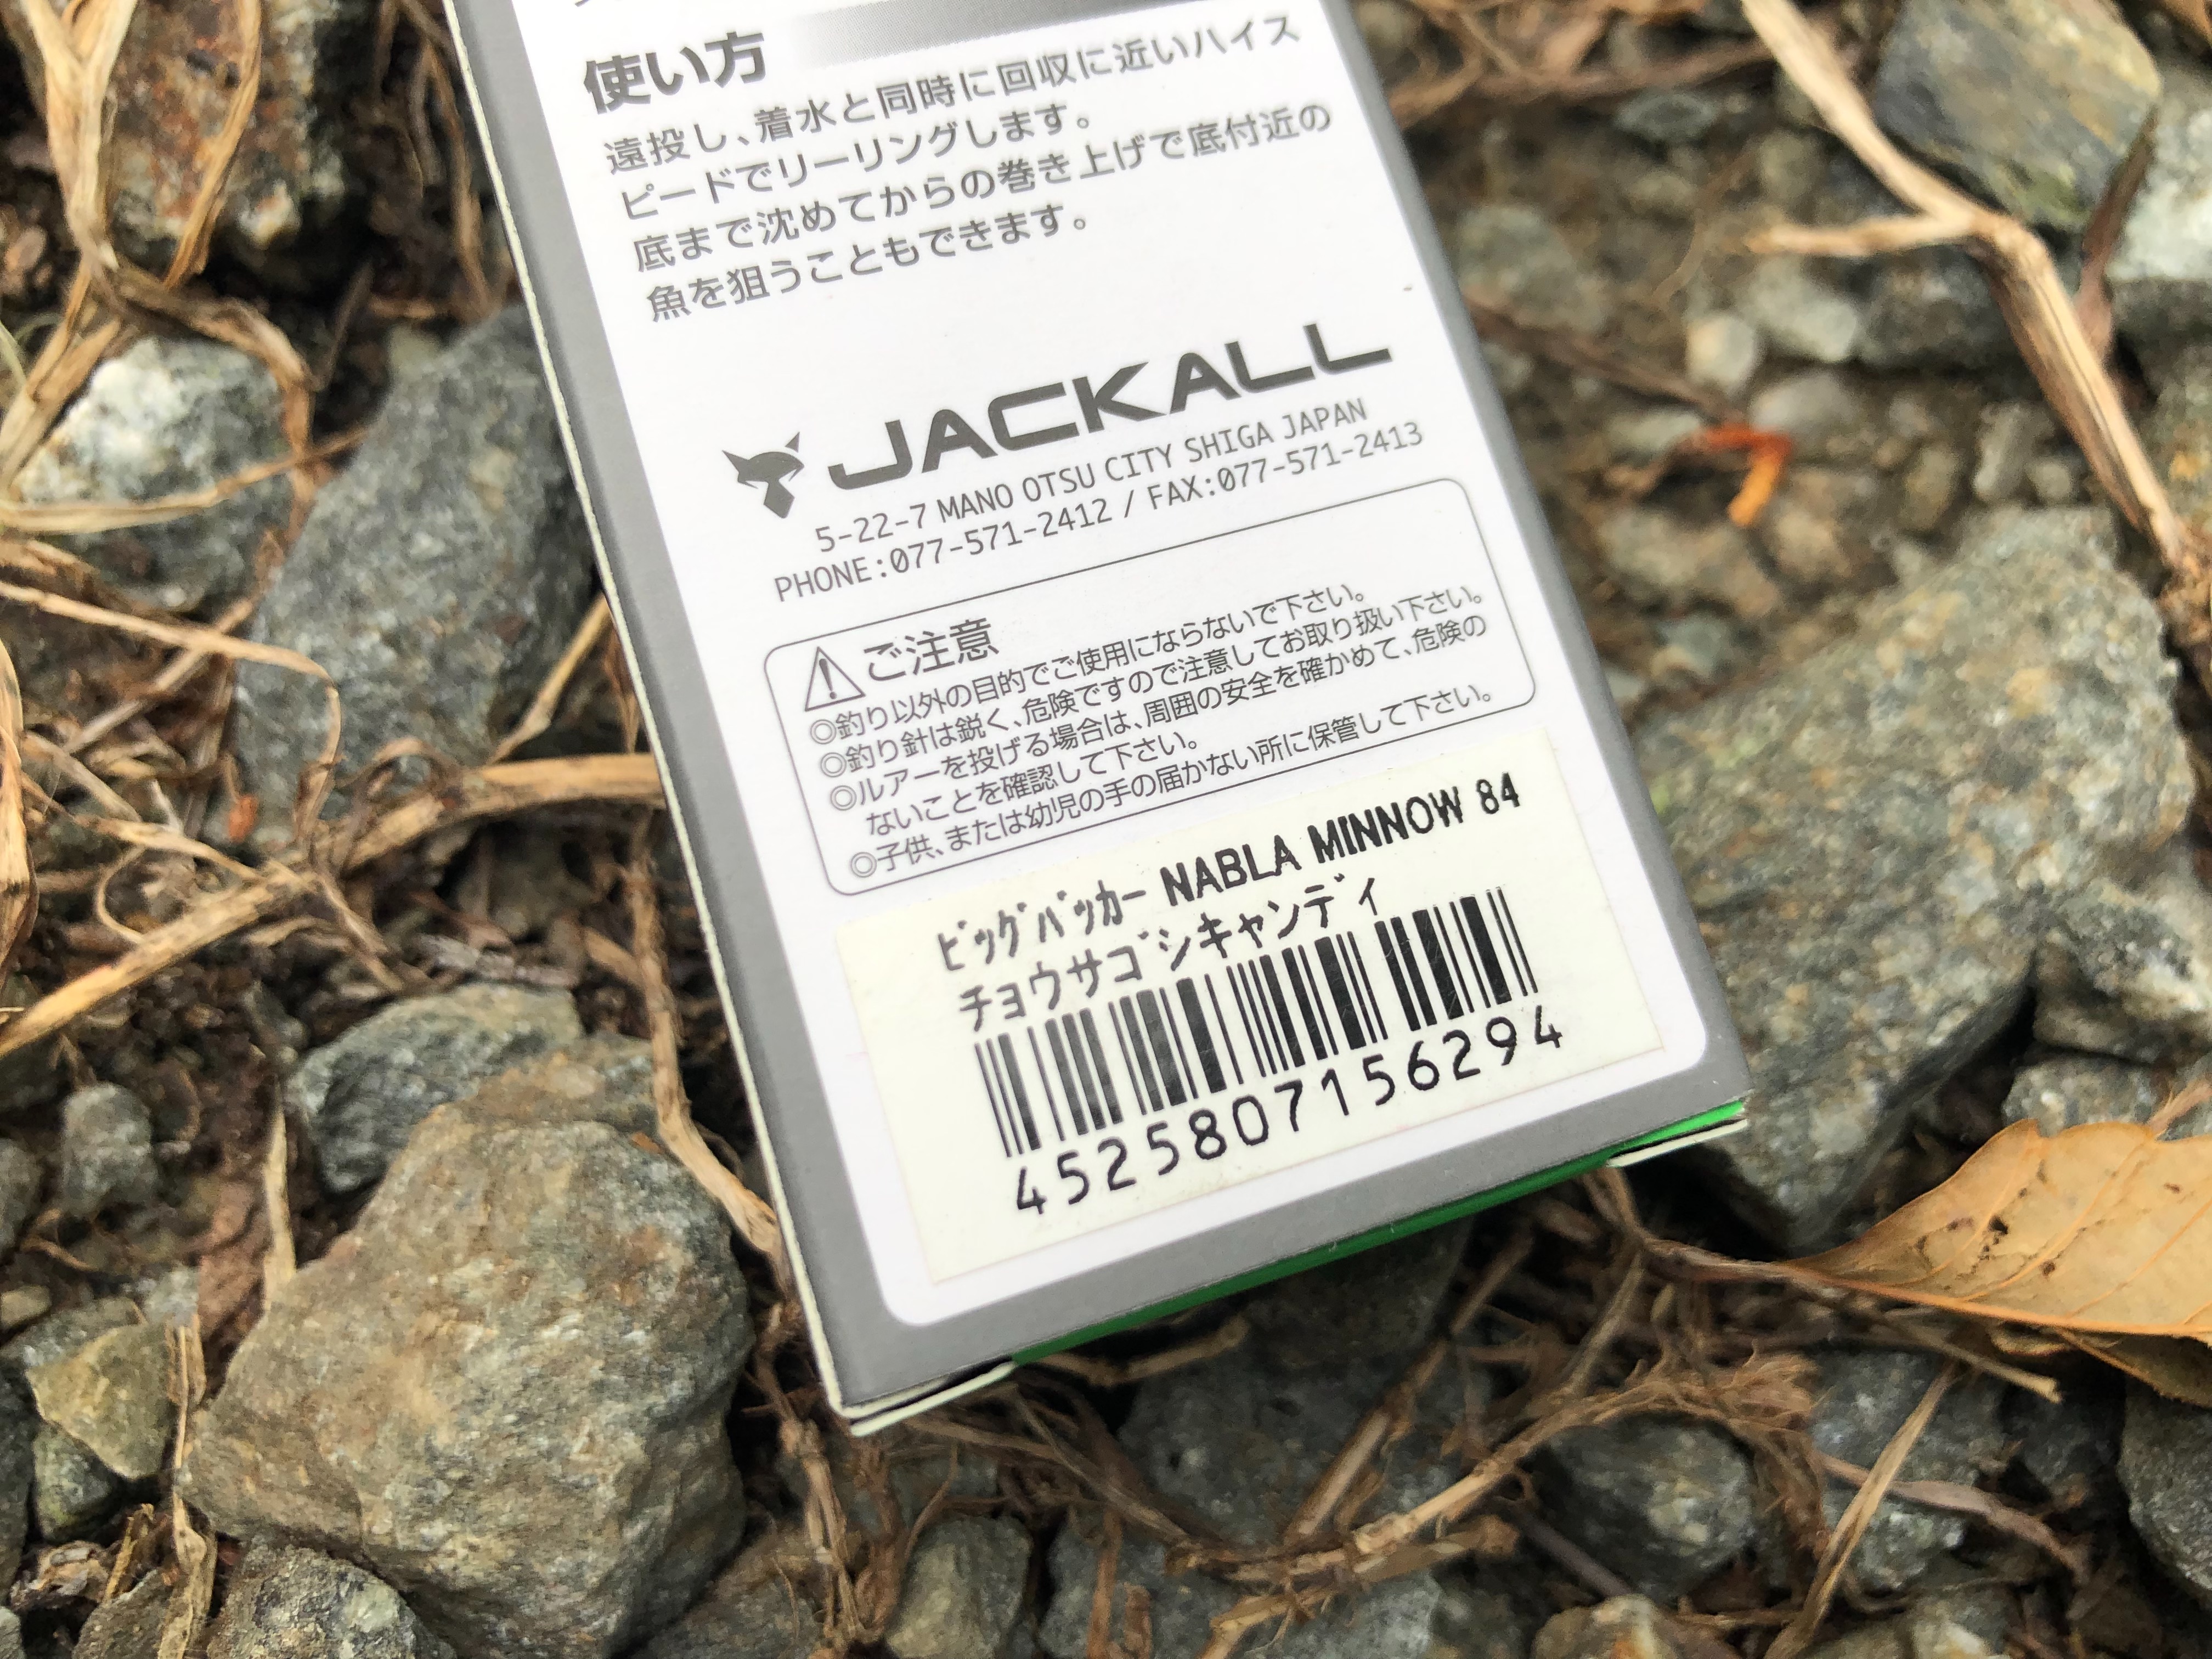 使い方
遠投し、着水と同時に回収に近いハイス
ピードでリーリングします。
底まで沈めてからの巻き上げで底付近の
魚を狙うこともできます。
JACKALL
5-22-7 MANO OTSU CITY SHIGA JAPAN
PHONE:077-571-2412 / FAX:077-571-2413
ご注意
◎釣り以外の目的でご使用にならないで下さい。
◎釣り針は鋭く、危険ですので注意してお取り扱い下さい。
◎ルアーを投げる場合は、周囲の安全を確かめて、危険の
ないことを確認して下さい。
◎子供、または幼児の手の届かない所に保管して下さい。
ビッグバッカー NABLA MINNOW 84
チョウサゴシキャンディ
4525807156294